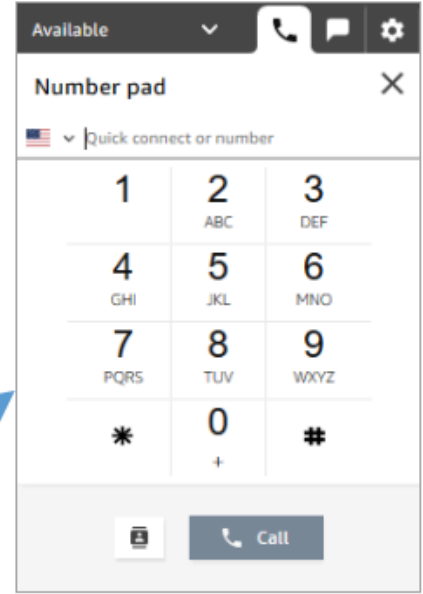 Available
Number pad
Quick connect or number
1 2 3
ABC DEF
4 5 6
GHI JKL MNO
7 8 9
PQRS TUV WXYZ
* 0 #
+
Call